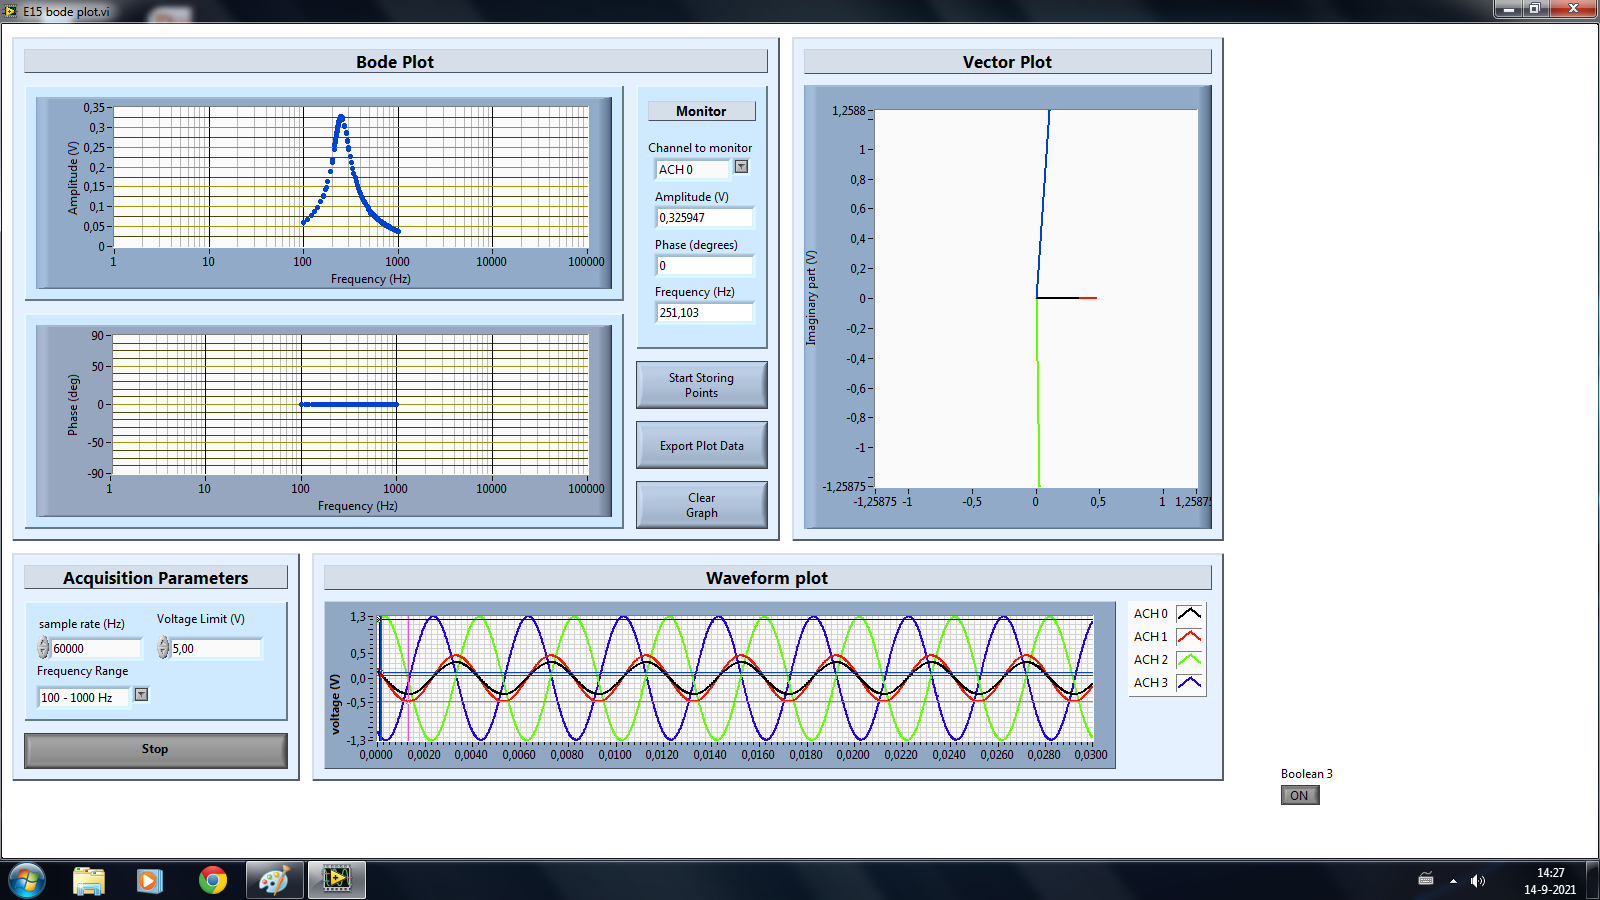 E15 bode plot.vi
Bode Plot
Amplitude (V)
0,35
0,3
0,25
0,2
0,15
0,1
0,05
0
1 10 100 1000 10000 100000
Frequency (Hz)
Phase (deg)
90
50
0
-50
-90
1 10 100 1000 10000 100000
Frequency (Hz)
Monitor
Channel to monitor
ACH 0
Amplitude (V)
0,325947
Phase (degrees)
0
Frequency (Hz)
251,103
Start Storing
Points
Export Plot Data
Clear
Graph
Vector Plot
Imaginary part (V)
1,2588
1
0,8
0,6
0,4
0,2
0
-0,2
-0,4
-0,6
-0,8
-1
-1,25875
-1,25875 -1 -0,5 0 0,5 1 1,2587
Acquisition Parameters
sample rate (Hz)
60000
Voltage Limit (V)
5,00
Frequency Range
100 - 1000 Hz
Stop
Waveform plot
voltage (V)
1,3
0,5
0,0
-0,5
-1,3
0,0000 0,0020 0,0040 0,0060 0,0080 0,0100 0,0120 0,0140 0,0160 0,0180 0,0200 0,0220 0,0240 0,0260 0,0280 0,0300
ACH 0
ACH 1
ACH 2
ACH 3
Boolean 3
ON
14:27
14-9-2021